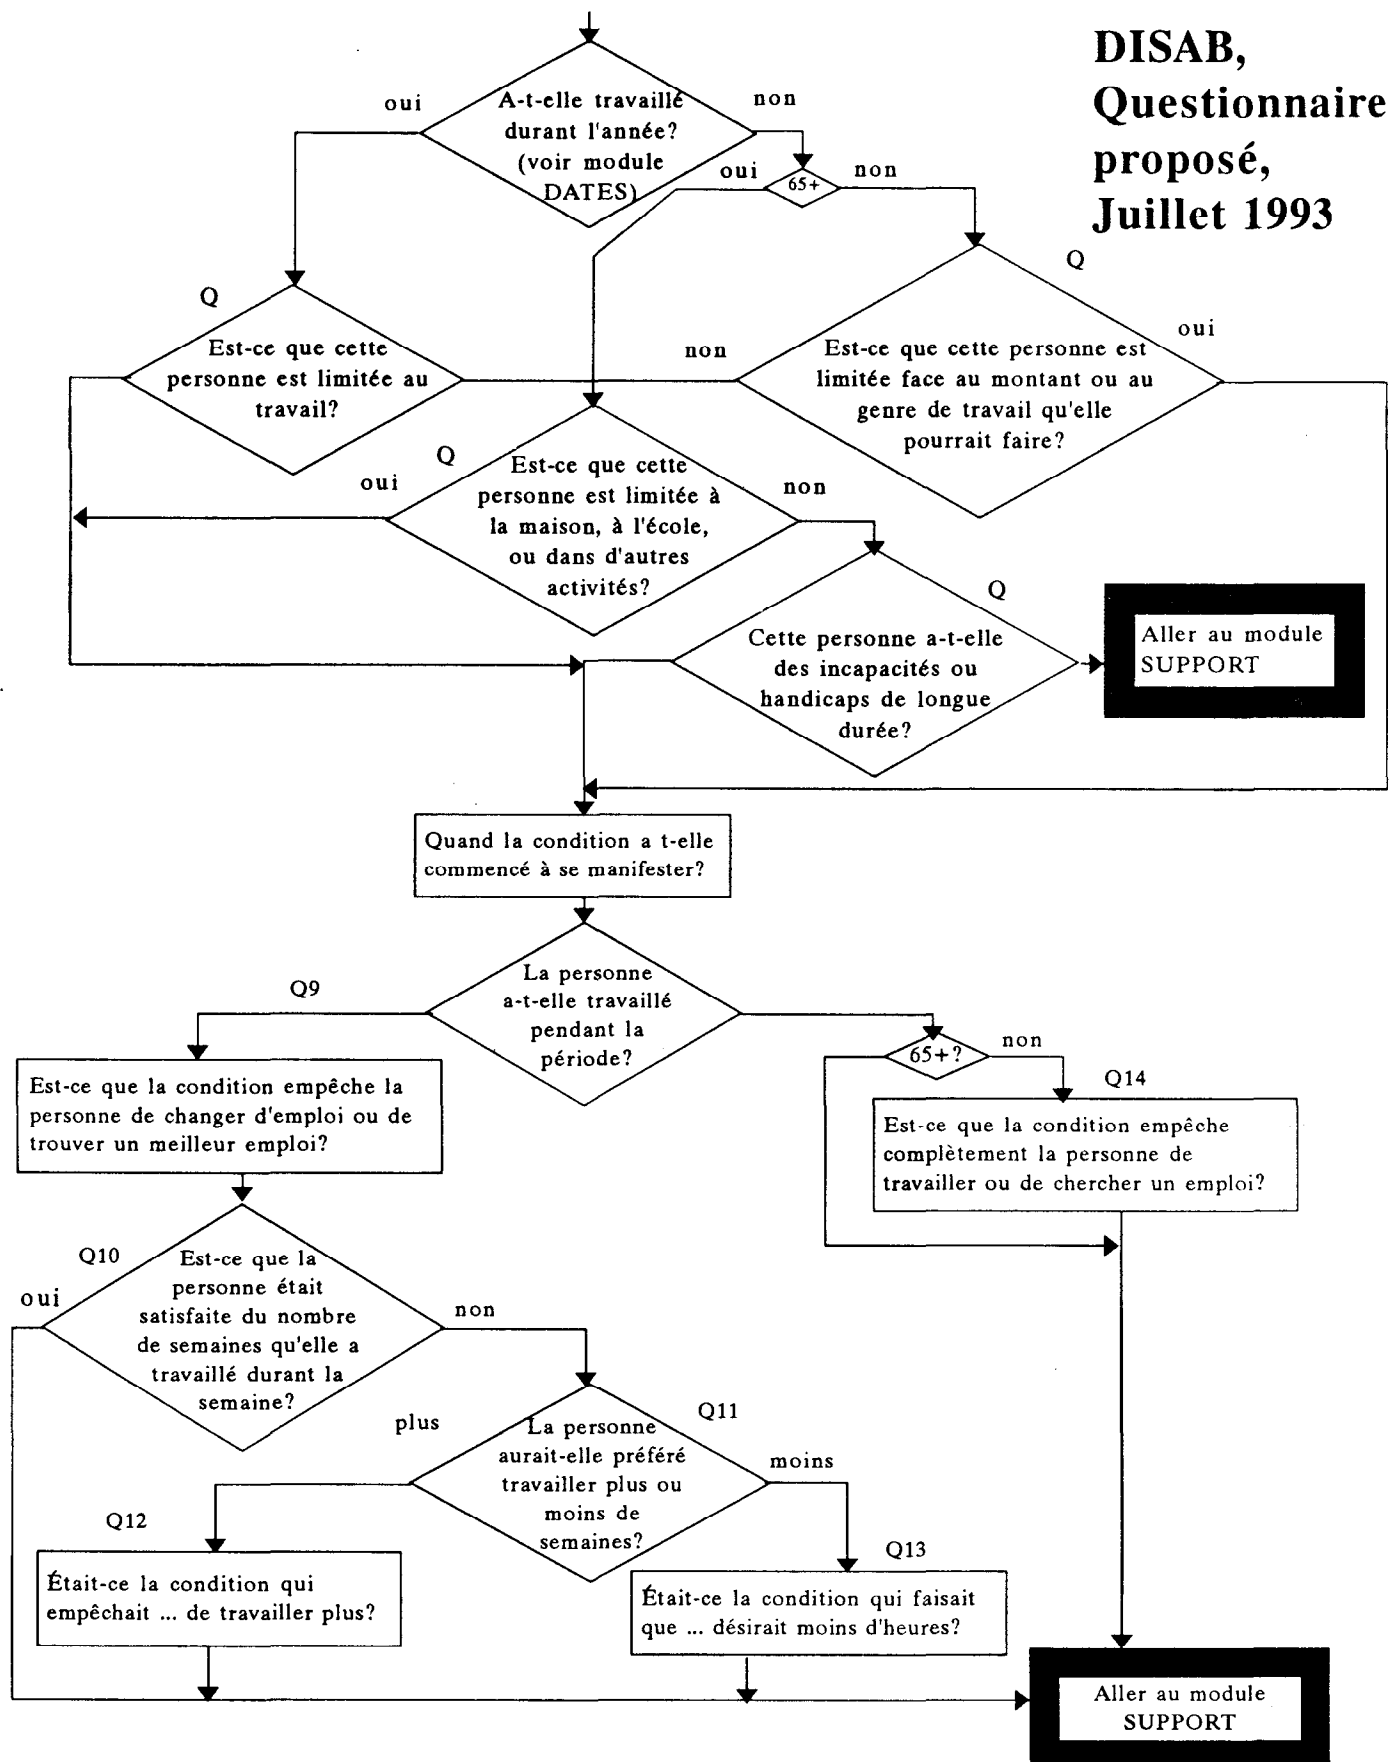 DISAB,
Questionnaire
proposé,
Juillet 1993
A-t-elle travaillé
durant l'année?
(voir module
DATES)
oui
non
65+
oui
non
Q
Est-ce que cette
personne est limitée au
travail?
non
Q
Est-ce que cette personne est
limitée face au montant ou au
genre de travail qu'elle
pourrait faire?
oui
Q
Est-ce que cette
personne est limitée à
la maison, à l'école,
ou dans d'autres
activités?
oui
non
Q
Cette personne a-t-elle
des incapacités ou
handicaps de longue
durée?
Aller au module
SUPPORT
Quand la condition a t-elle
commencé à se manifester?
La personne
a-t-elle travaillé
pendant la
période?
Q9
Est-ce que la condition empêche la
personne de changer d'emploi ou de
trouver un meilleur emploi?
65+?
non
Q14
Est-ce que la condition empêche
complètement la personne de
travailler ou de chercher un emploi?
Q10
Est-ce que la
personne était
satisfaite du nombre
de semaines qu'elle a
travaillé durant la
semaine?
oui
non
Q11
La personne
aurait-elle préféré
travailler plus ou
moins de
semaines?
plus
moins
Q12
Était-ce la condition qui
empêchait ... de travailler plus?
Q13
Était-ce la condition qui faisait
que ... désirait moins d'heures?
Aller au module
SUPPORT